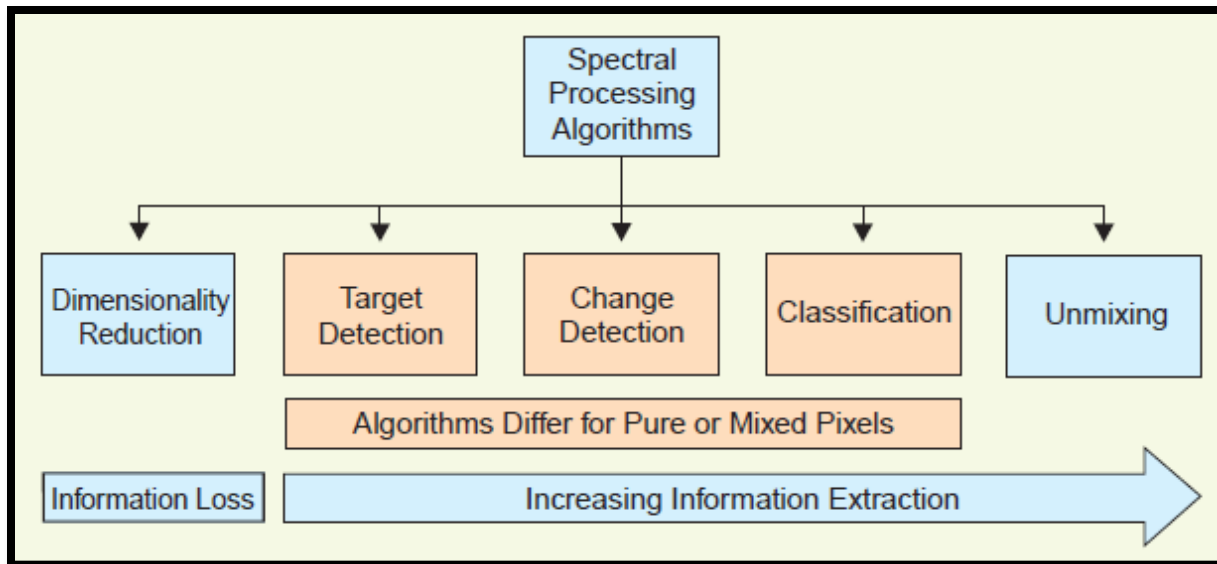 Spectral
Processing
Algorithms
Dimensionality
Reduction
Target
Detection
Change
Detection
Classification
Unmixing
Algorithms Differ for Pure or Mixed Pixels
Information Loss
Increasing Information Extraction